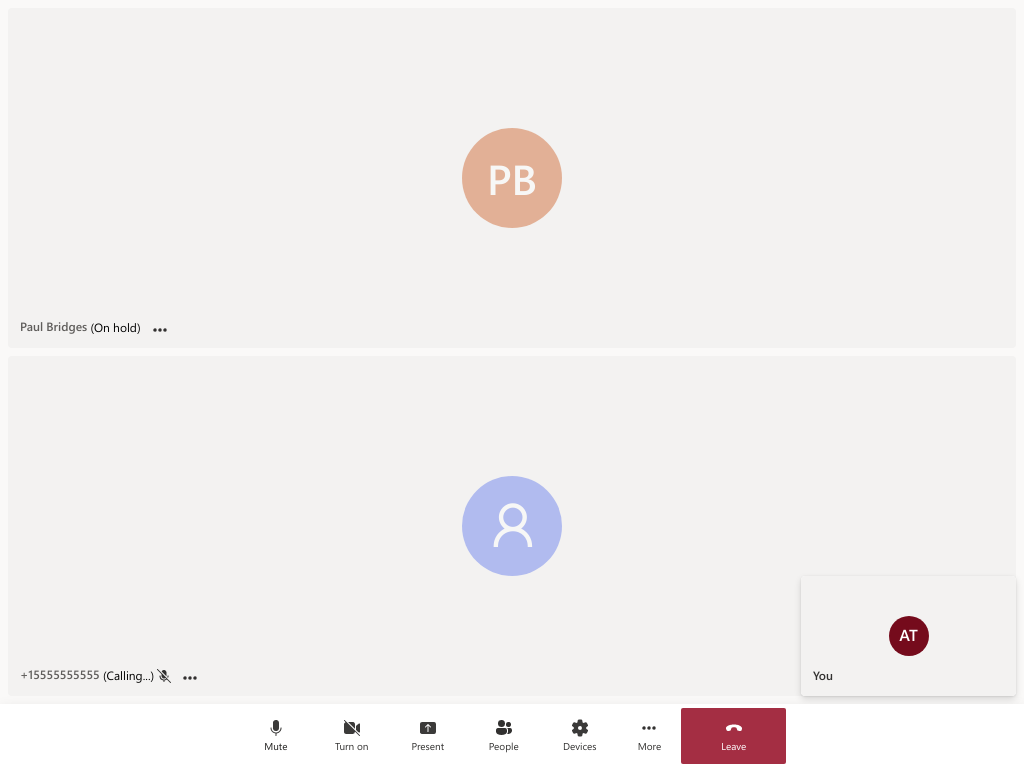 PB
Paul Bridges (On hold)
+15555555555 (Calling...)
AT
You
Mute
Turn on
Present
People
Devices
More
Leave